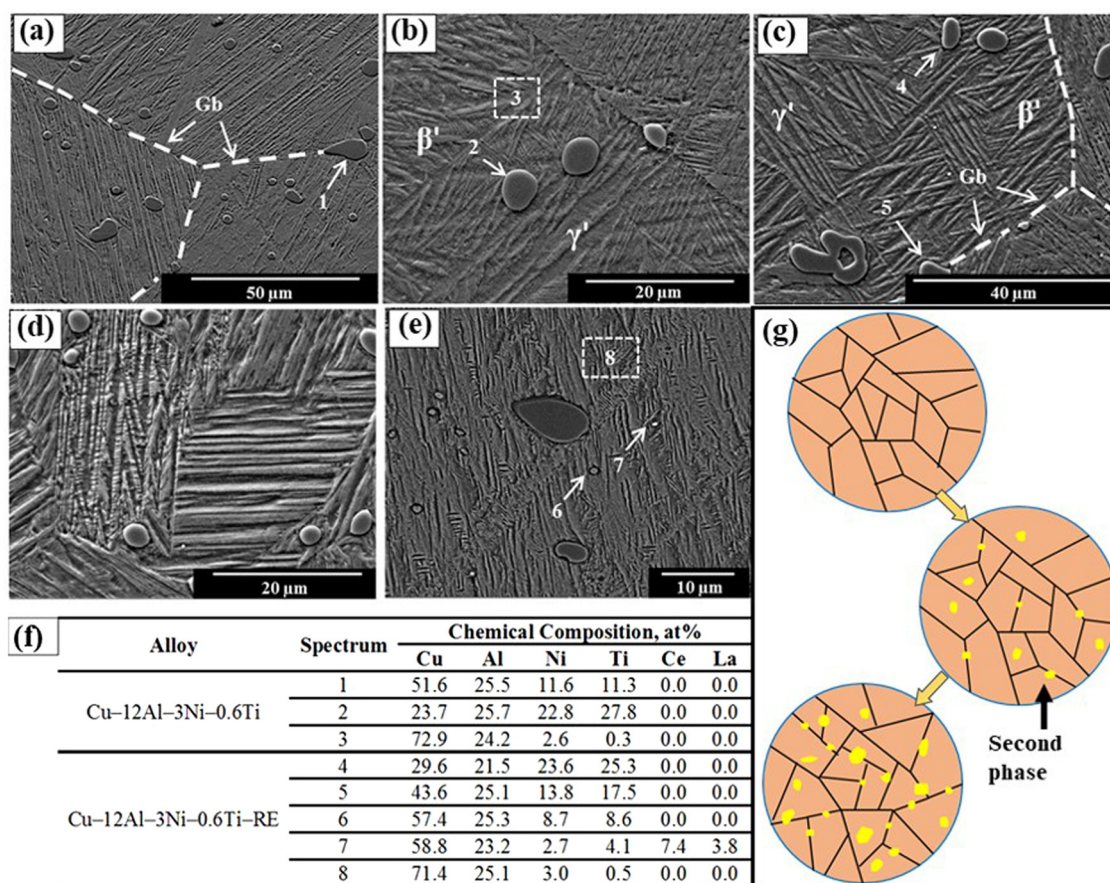 (a)
Gb
1
50 µm
(b)
3
β'
2
γ'
20 µm
(c)
4
γ'
β'
Gb
5
40 µm
(d)
20 µm
(e)
8
7
6
10 µm
(g)
Second
phase
(f)
Alloy Spectrum Chemical Composition, at%
Cu Al Ni Ti Ce La
1 51.6 25.5 11.6 11.3 0.0 0.0
Cu–12Al–3Ni–0.6Ti 2 23.7 25.7 22.8 27.8 0.0 0.0
3 72.9 24.2 2.6 0.3 0.0 0.0
4 29.6 21.5 23.6 25.3 0.0 0.0
5 43.6 25.1 13.8 17.5 0.0 0.0
Cu–12Al–3Ni–0.6Ti–RE 6 57.4 25.3 8.7 8.6 0.0 0.0
7 58.8 23.2 2.7 4.1 7.4 3.8
8 71.4 25.1 3.0 0.5 0.0 0.0